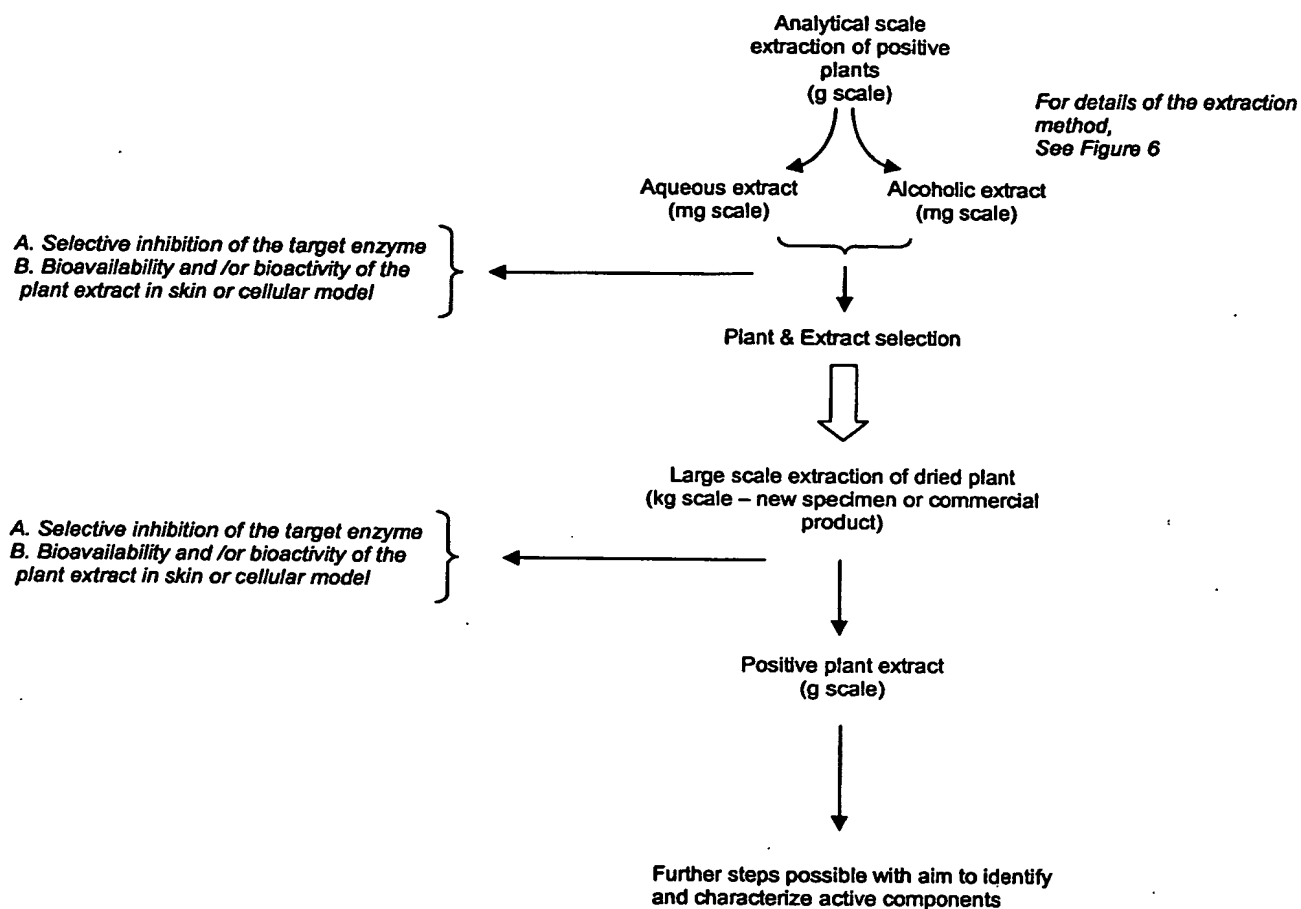 Analytical scale
extraction of positive
plants
(g scale)
For details of the extraction
method,
See Figure 6
Aqueous extract
(mg scale)
Alcoholic extract
(mg scale)
A. Selective inhibition of the target enzyme
B. Bioavailability and /or bioactivity of the
plant extract in skin or cellular model
Plant & Extract selection
Large scale extraction of dried plant
(kg scale – new specimen or commercial
product)
A. Selective inhibition of the target enzyme
B. Bioavailability and /or bioactivity of the
plant extract in skin or cellular model
Positive plant extract
(g scale)
Further steps possible with aim to identify
and characterize active components